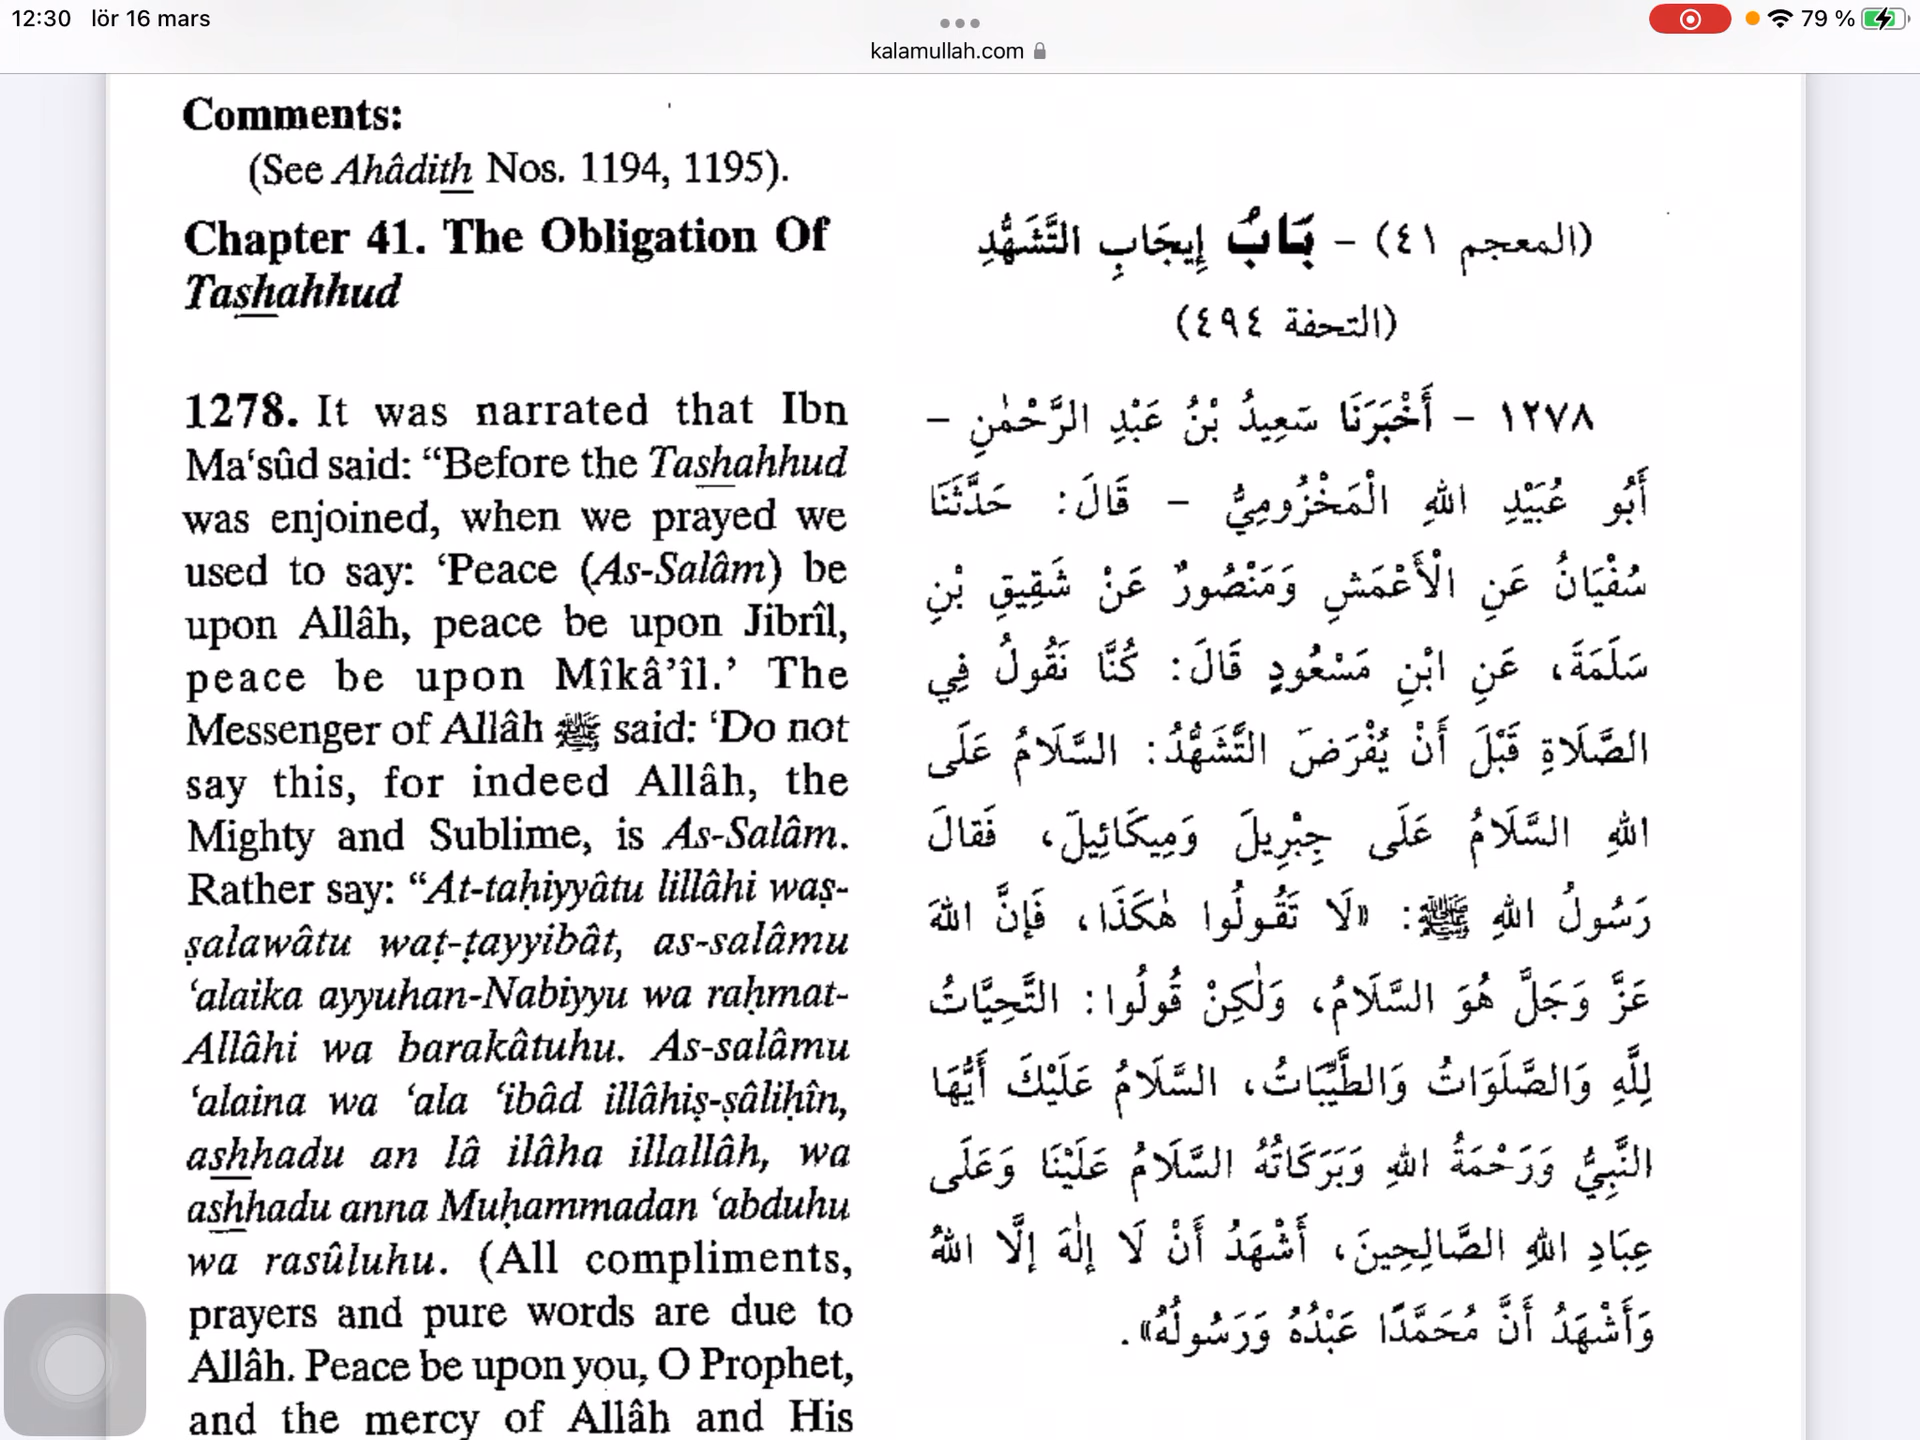 12:30 lör 16 mars
79 %
kalamullah.com
Comments:
(See Ahâdith Nos. 1194, 1195).
Chapter 41. The Obligation Of
Tashahhud
1278. It was narrated that Ibn
Ma‘sûd said: “Before the Tashahhud
was enjoined, when we prayed we
used to say: ‘Peace (As-Salâm) be
upon Allâh, peace be upon Jibrîl,
peace be upon Mîkâ’îl.’ The
Messenger of Allâh ﷺ said: ‘Do not
say this, for indeed Allâh, the
Mighty and Sublime, is As-Salâm.
Rather say: “At-taḥiyyâtu lillâhi waṣ-
ṣalawâtu waṭ-ṭayyibât, as-salâmu
‘alaika ayyuhan-Nabiyyu wa raḥmat-
Allâhi wa barakâtuhu. As-salâmu
‘alaina wa ‘ala ‘ibâd illâhiṣ-ṣâliḥîn,
ashhadu an lâ ilâha illallâh, wa
ashhadu anna Muḥammadan ‘abduhu
wa rasûluhu. (All compliments,
prayers and pure words are due to
Allâh. Peace be upon you, O Prophet,
and the mercy of Allâh and His
(المعجم ٤١) - بَابُ إِيجَابِ التَّشَهُّدِ
(التحفة ٤٩٤)
١٢٧٨ - أَخْبَرَنَا سَعِيدُ بْنُ عَبْدِ الرَّحْمٰنِ -
أَبُو عُبَيْدِ اللهِ الْمَخْزُومِيُّ - قَالَ: حَدَّثَنَا
سُفْيَانُ عَنِ الْأَعْمَشِ وَمَنْصُورٌ عَنْ شَقِيقِ بْنِ
سَلَمَةَ، عَنِ ابْنِ مَسْعُودٍ قَالَ: كُنَّا نَقُولُ فِي
الصَّلَاةِ قَبْلَ أَنْ يُفْرَضَ التَّشَهُّدُ: السَّلَامُ عَلَى
اللهِ السَّلَامُ عَلَى جِبْرِيلَ وَمِيكَائِيلَ، فَقَالَ
رَسُولُ اللهِ ﷺ: «لَا تَقُولُوا هٰكَذَا، فَإِنَّ اللهَ
عَزَّ وَجَلَّ هُوَ السَّلَامُ، وَلٰكِنْ قُولُوا: التَّحِيَّاتُ
لِلَّهِ وَالصَّلَوَاتُ وَالطَّيِّبَاتُ، السَّلَامُ عَلَيْكَ أَيُّهَا
النَّبِيُّ وَرَحْمَةُ اللهِ وَبَرَكَاتُهُ السَّلَامُ عَلَيْنَا وَعَلَى
عِبَادِ اللهِ الصَّالِحِينَ، أَشْهَدُ أَنْ لَا إِلٰهَ إِلَّا اللهُ
وَأَشْهَدُ أَنَّ مُحَمَّدًا عَبْدُهُ وَرَسُولُهُ».